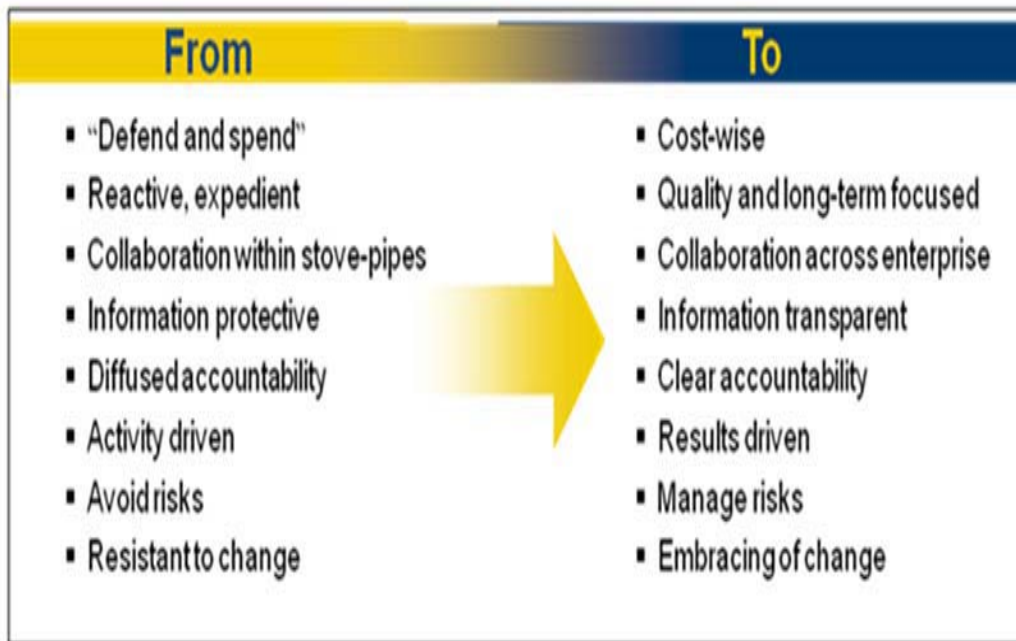 From
To
▪ “Defend and spend”
▪ Reactive, expedient
▪ Collaboration within stove-pipes
▪ Information protective
▪ Diffused accountability
▪ Activity driven
▪ Avoid risks
▪ Resistant to change
▪ Cost-wise
▪ Quality and long-term focused
▪ Collaboration across enterprise
▪ Information transparent
▪ Clear accountability
▪ Results driven
▪ Manage risks
▪ Embracing of change